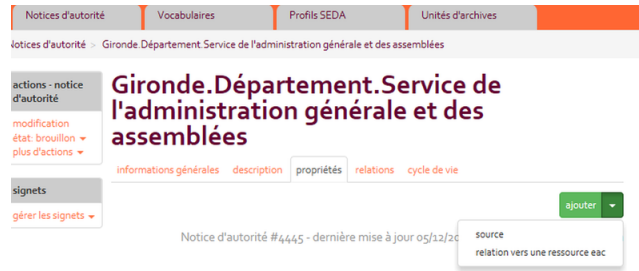 Notices d'autorité
Vocabulaires
Profils SEDA
Unités d'archives
Notices d'autorité > Gironde.Département.Service de l'administration générale et des assemblées
actions - notice
d'autorité
modification
état: brouillon
plus d'actions
signets
gérer les signets
Gironde.Département.Service de
l'administration générale et des
assemblées
informations générales
description
propriétés
relations
cycle de vie
ajouter
source
relation vers une ressource eac
Notice d'autorité #4445 - dernière mise à jour 05/12/20